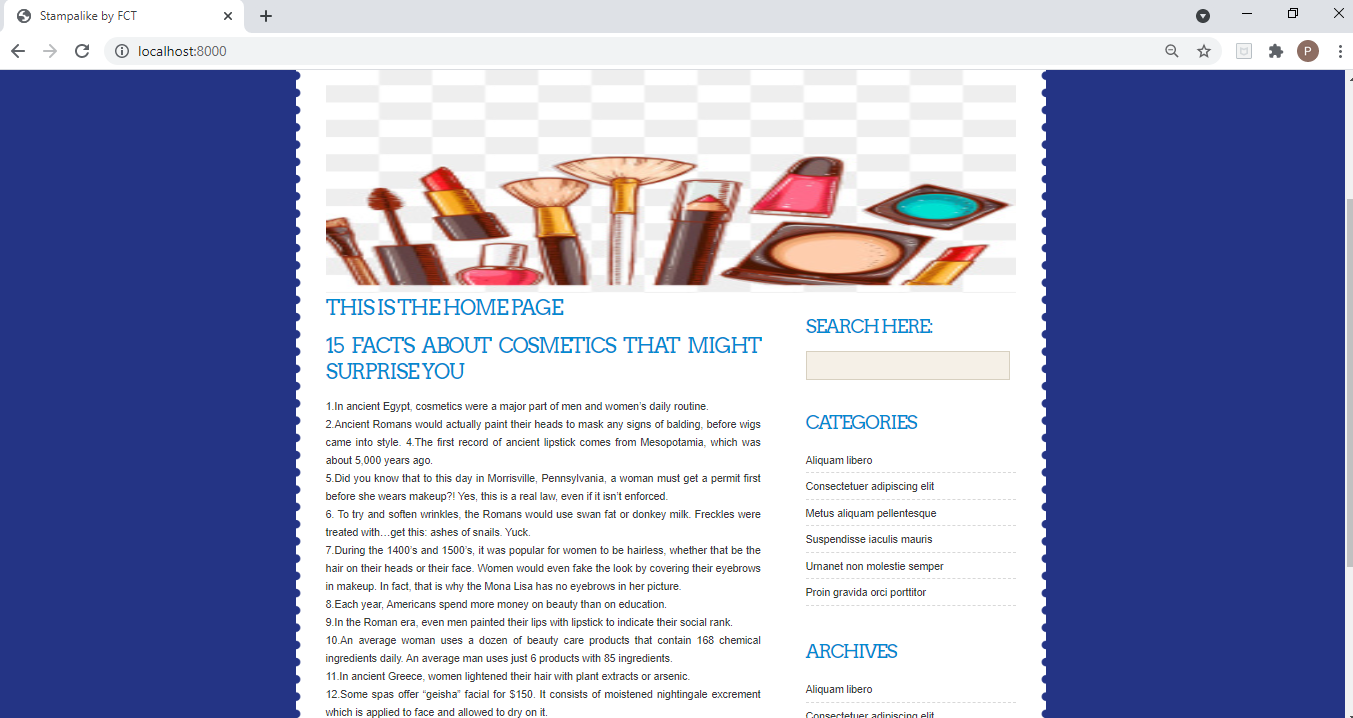 Stampalike by FCT
localhost:8000
P
THIS IS THE HOME PAGE
15 FACTS ABOUT COSMETICS THAT MIGHT
SURPRISE YOU
1.In ancient Egypt, cosmetics were a major part of men and women’s daily routine.
2.Ancient Romans would actually paint their heads to mask any signs of balding, before wigs
came into style. 4.The first record of ancient lipstick comes from Mesopotamia, which was
about 5,000 years ago.
5.Did you know that to this day in Morrisville, Pennsylvania, a woman must get a permit first
before she wears makeup?! Yes, this is a real law, even if it isn’t enforced.
6. To try and soften wrinkles, the Romans would use swan fat or donkey milk. Freckles were
treated with…get this: ashes of snails. Yuck.
7.During the 1400’s and 1500’s, it was popular for women to be hairless, whether that be the
hair on their heads or their face. Women would even fake the look by covering their eyebrows
in makeup. In fact, that is why the Mona Lisa has no eyebrows in her picture.
8.Each year, Americans spend more money on beauty than on education.
9.In the Roman era, even men painted their lips with lipstick to indicate their social rank.
10.An average woman uses a dozen of beauty care products that contain 168 chemical
ingredients daily. An average man uses just 6 products with 85 ingredients.
11.In ancient Greece, women lightened their hair with plant extracts or arsenic.
12.Some spas offer “geisha” facial for $150. It consists of moistened nightingale excrement
which is applied to face and allowed to dry on it.
SEARCH HERE:
CATEGORIES
Aliquam libero
Consectetuer adipiscing elit
Metus aliquam pellentesque
Suspendisse iaculis mauris
Urnanet non molestie semper
Proin gravida orci porttitor
ARCHIVES
Aliquam libero
Consectetuer adipiscing elit